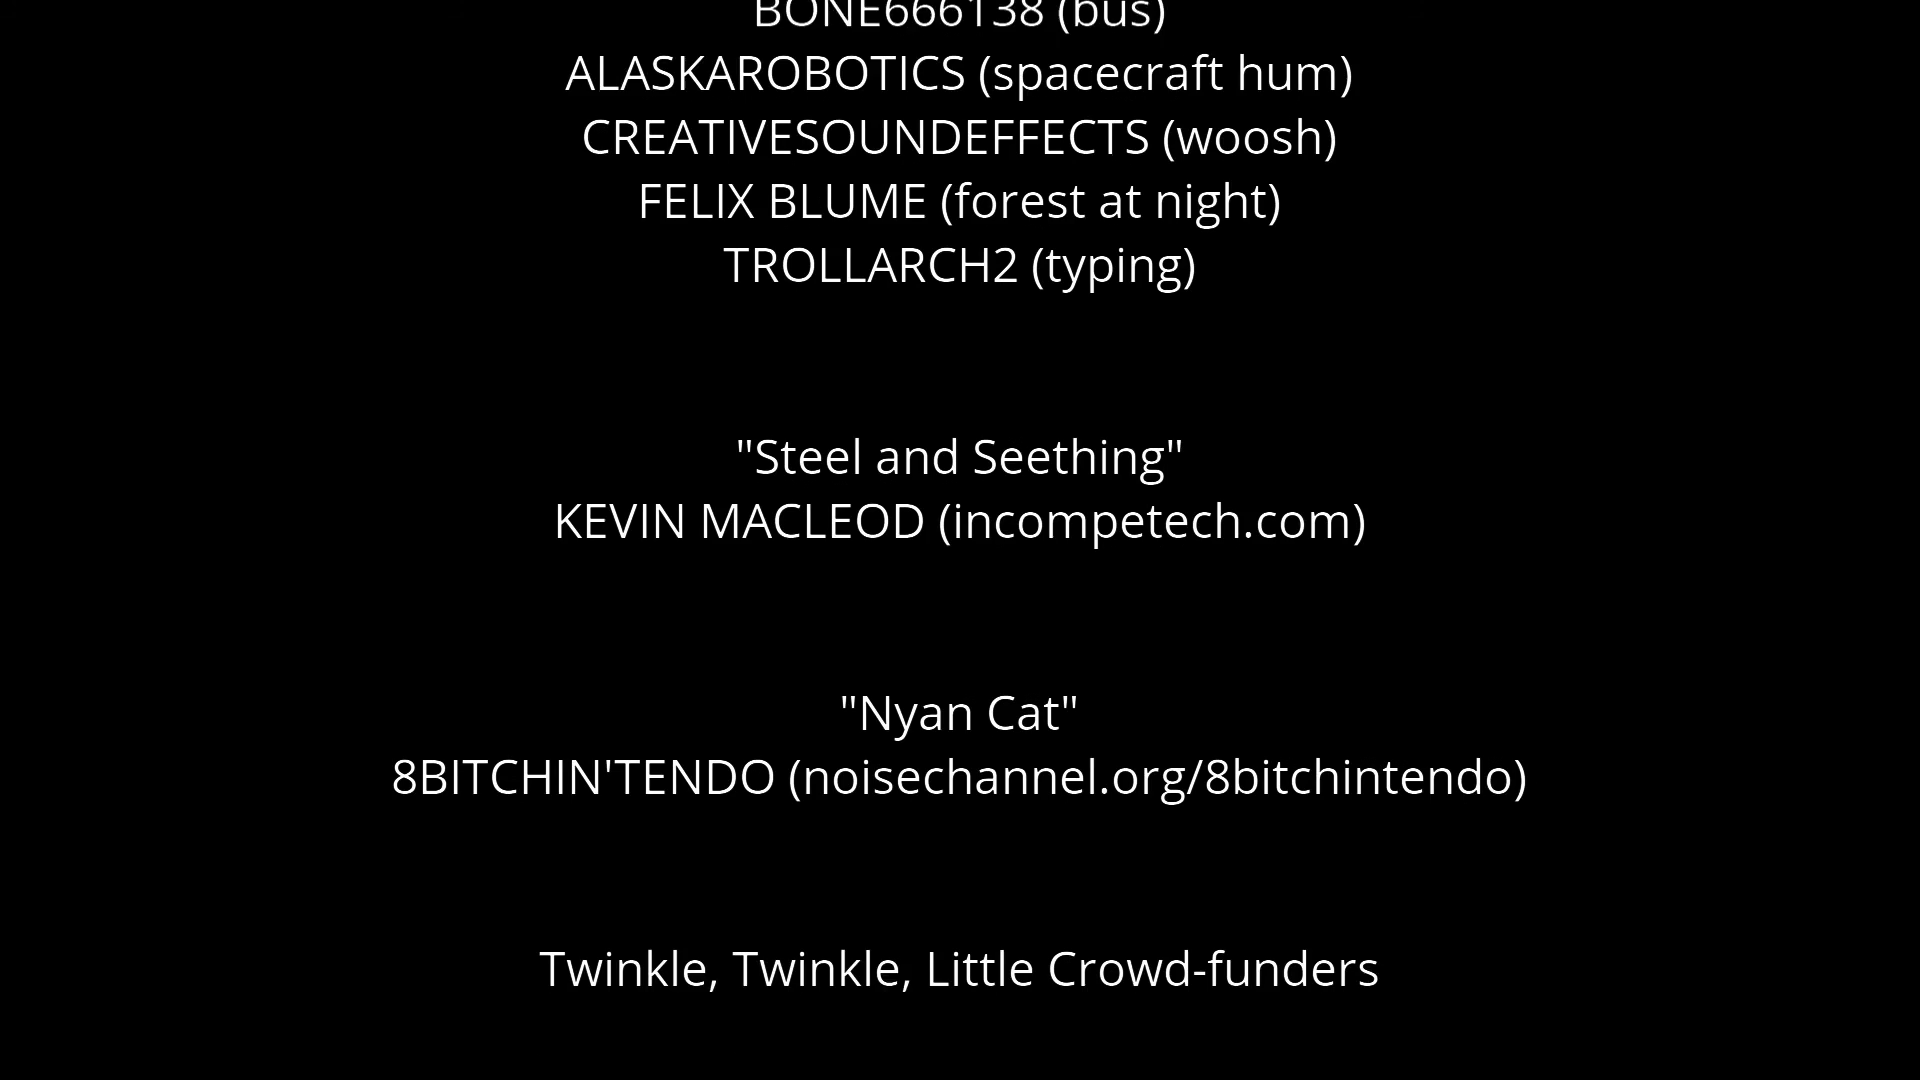 BONE666138 (bus)
ALASKAROBOTICS (spacecraft hum)
CREATIVESOUNDEFFECTS (woosh)
FELIX BLUME (forest at night)
TROLLARCH2 (typing)
"Steel and Seething"
KEVIN MACLEOD (incompetech.com)
"Nyan Cat"
8BITCHIN'TENDO (noisechannel.org/8bitchintendo)
Twinkle, Twinkle, Little Crowd-funders